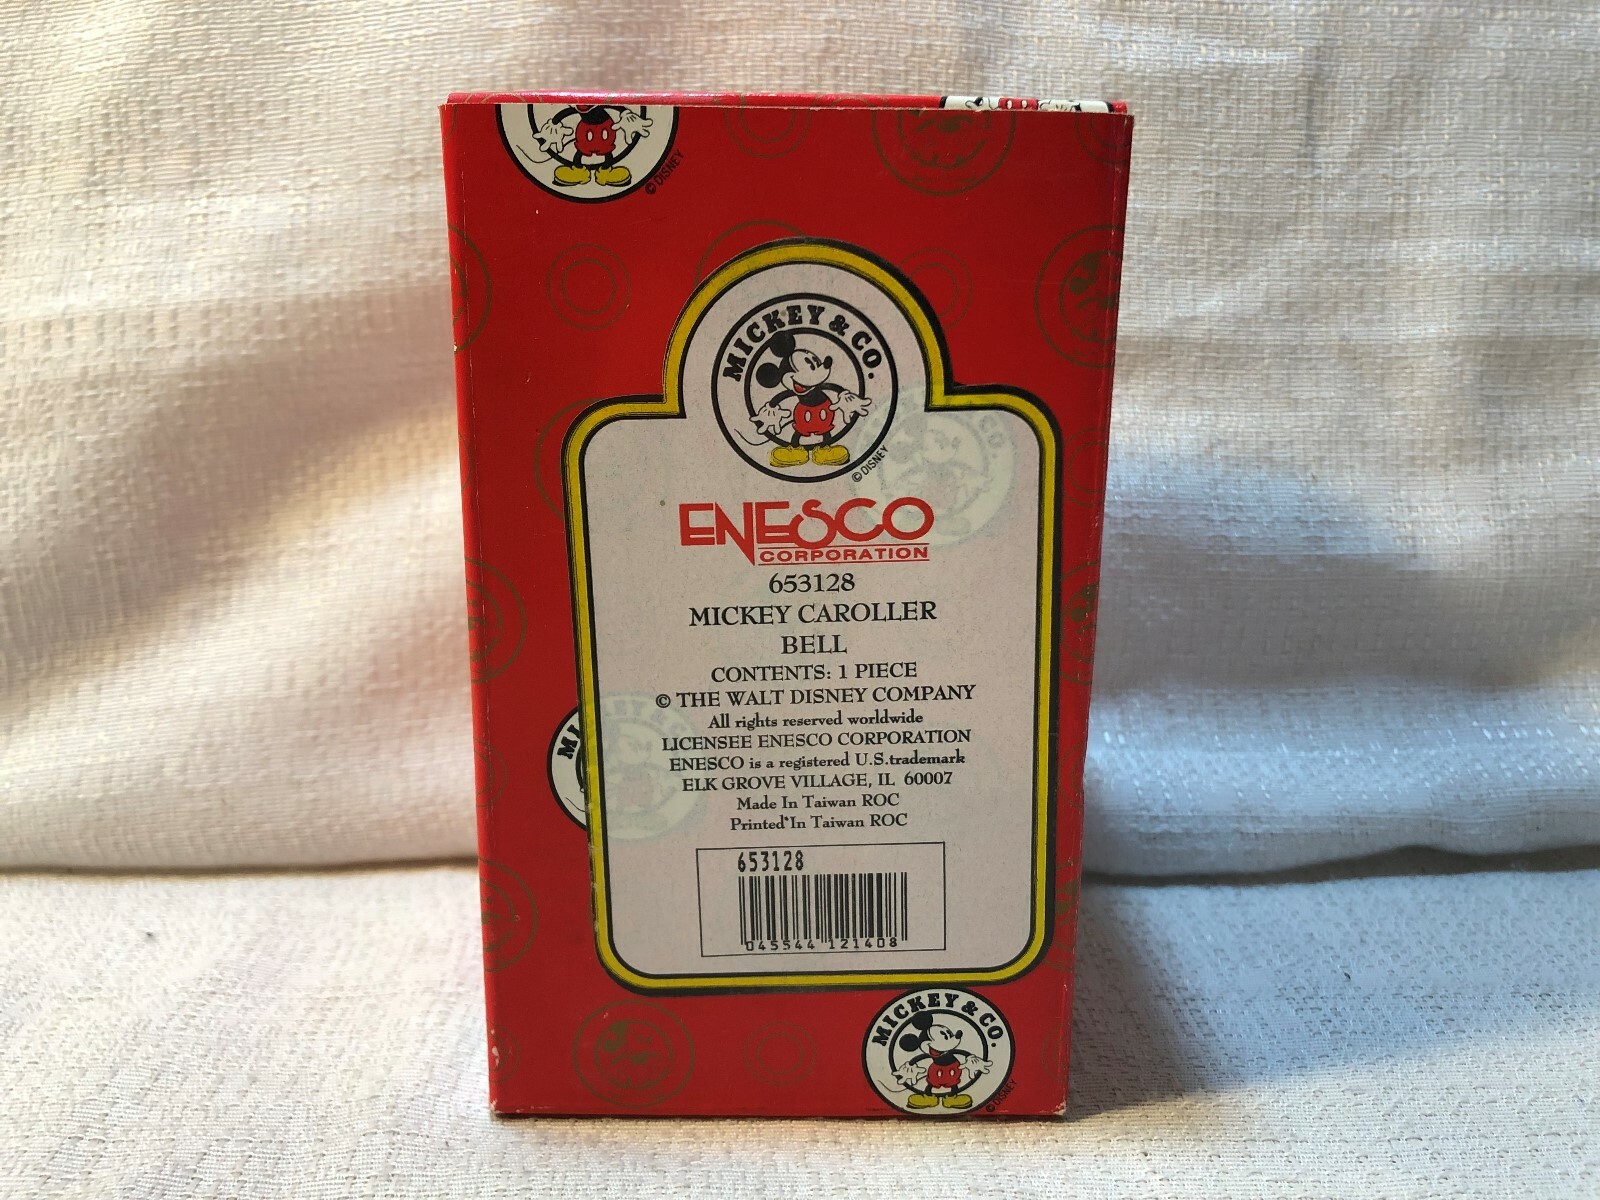 © DISNEY
MICKEY & CO.
© DISNEY
ENESCO
CORPORATION
653128
MICKEY CAROLLER
BELL
CONTENTS: 1 PIECE
© THE WALT DISNEY COMPANY
All rights reserved worldwide
LICENSEE ENESCO CORPORATION
ENESCO is a registered U.S. trademark
ELK GROVE VILLAGE, IL 60007
Made In Taiwan ROC
Printed In Taiwan ROC
653128
045544 121408
MI
MICKEY & CO.
© DISNEY